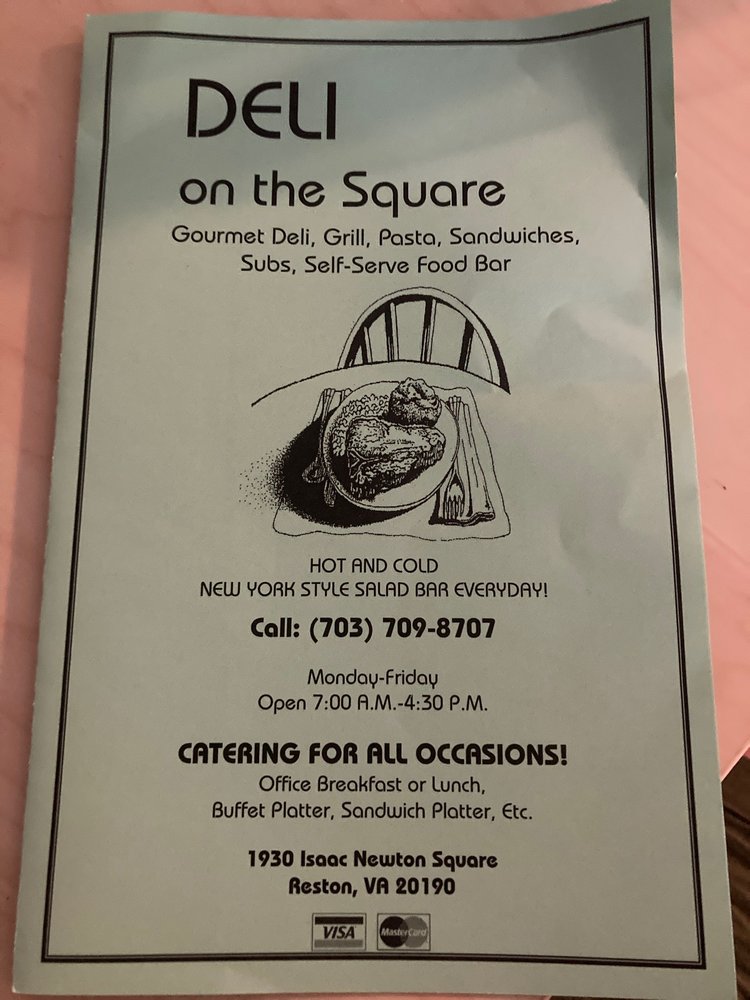 DELI
on the Square
Gourmet Deli, Grill, Pasta, Sandwiches,
Subs, Self-Serve Food Bar
HOT AND COLD
NEW YORK STYLE SALAD BAR EVERYDAY!
Call: (703) 709-8707
Monday-Friday
Open 7:00 A.M.-4:30 P.M.
CATERING FOR ALL OCCASIONS!
Office Breakfast or Lunch,
Buffet Platter, Sandwich Platter, Etc.
1930 Isaac Newton Square
Reston, VA 20190
VISA MasterCard